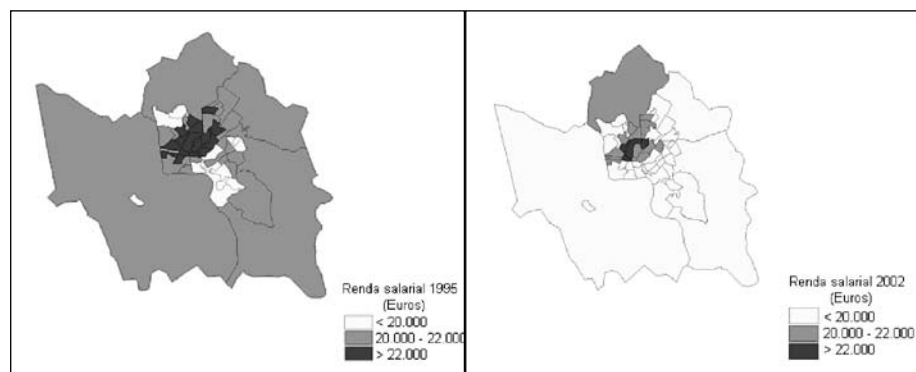 Renda salarial 1995
(Euros)
< 20.000
20.000 - 22.000
> 22.000
Renda salarial 2002
(Euros)
< 20.000
20.000 - 22.000
> 22.000